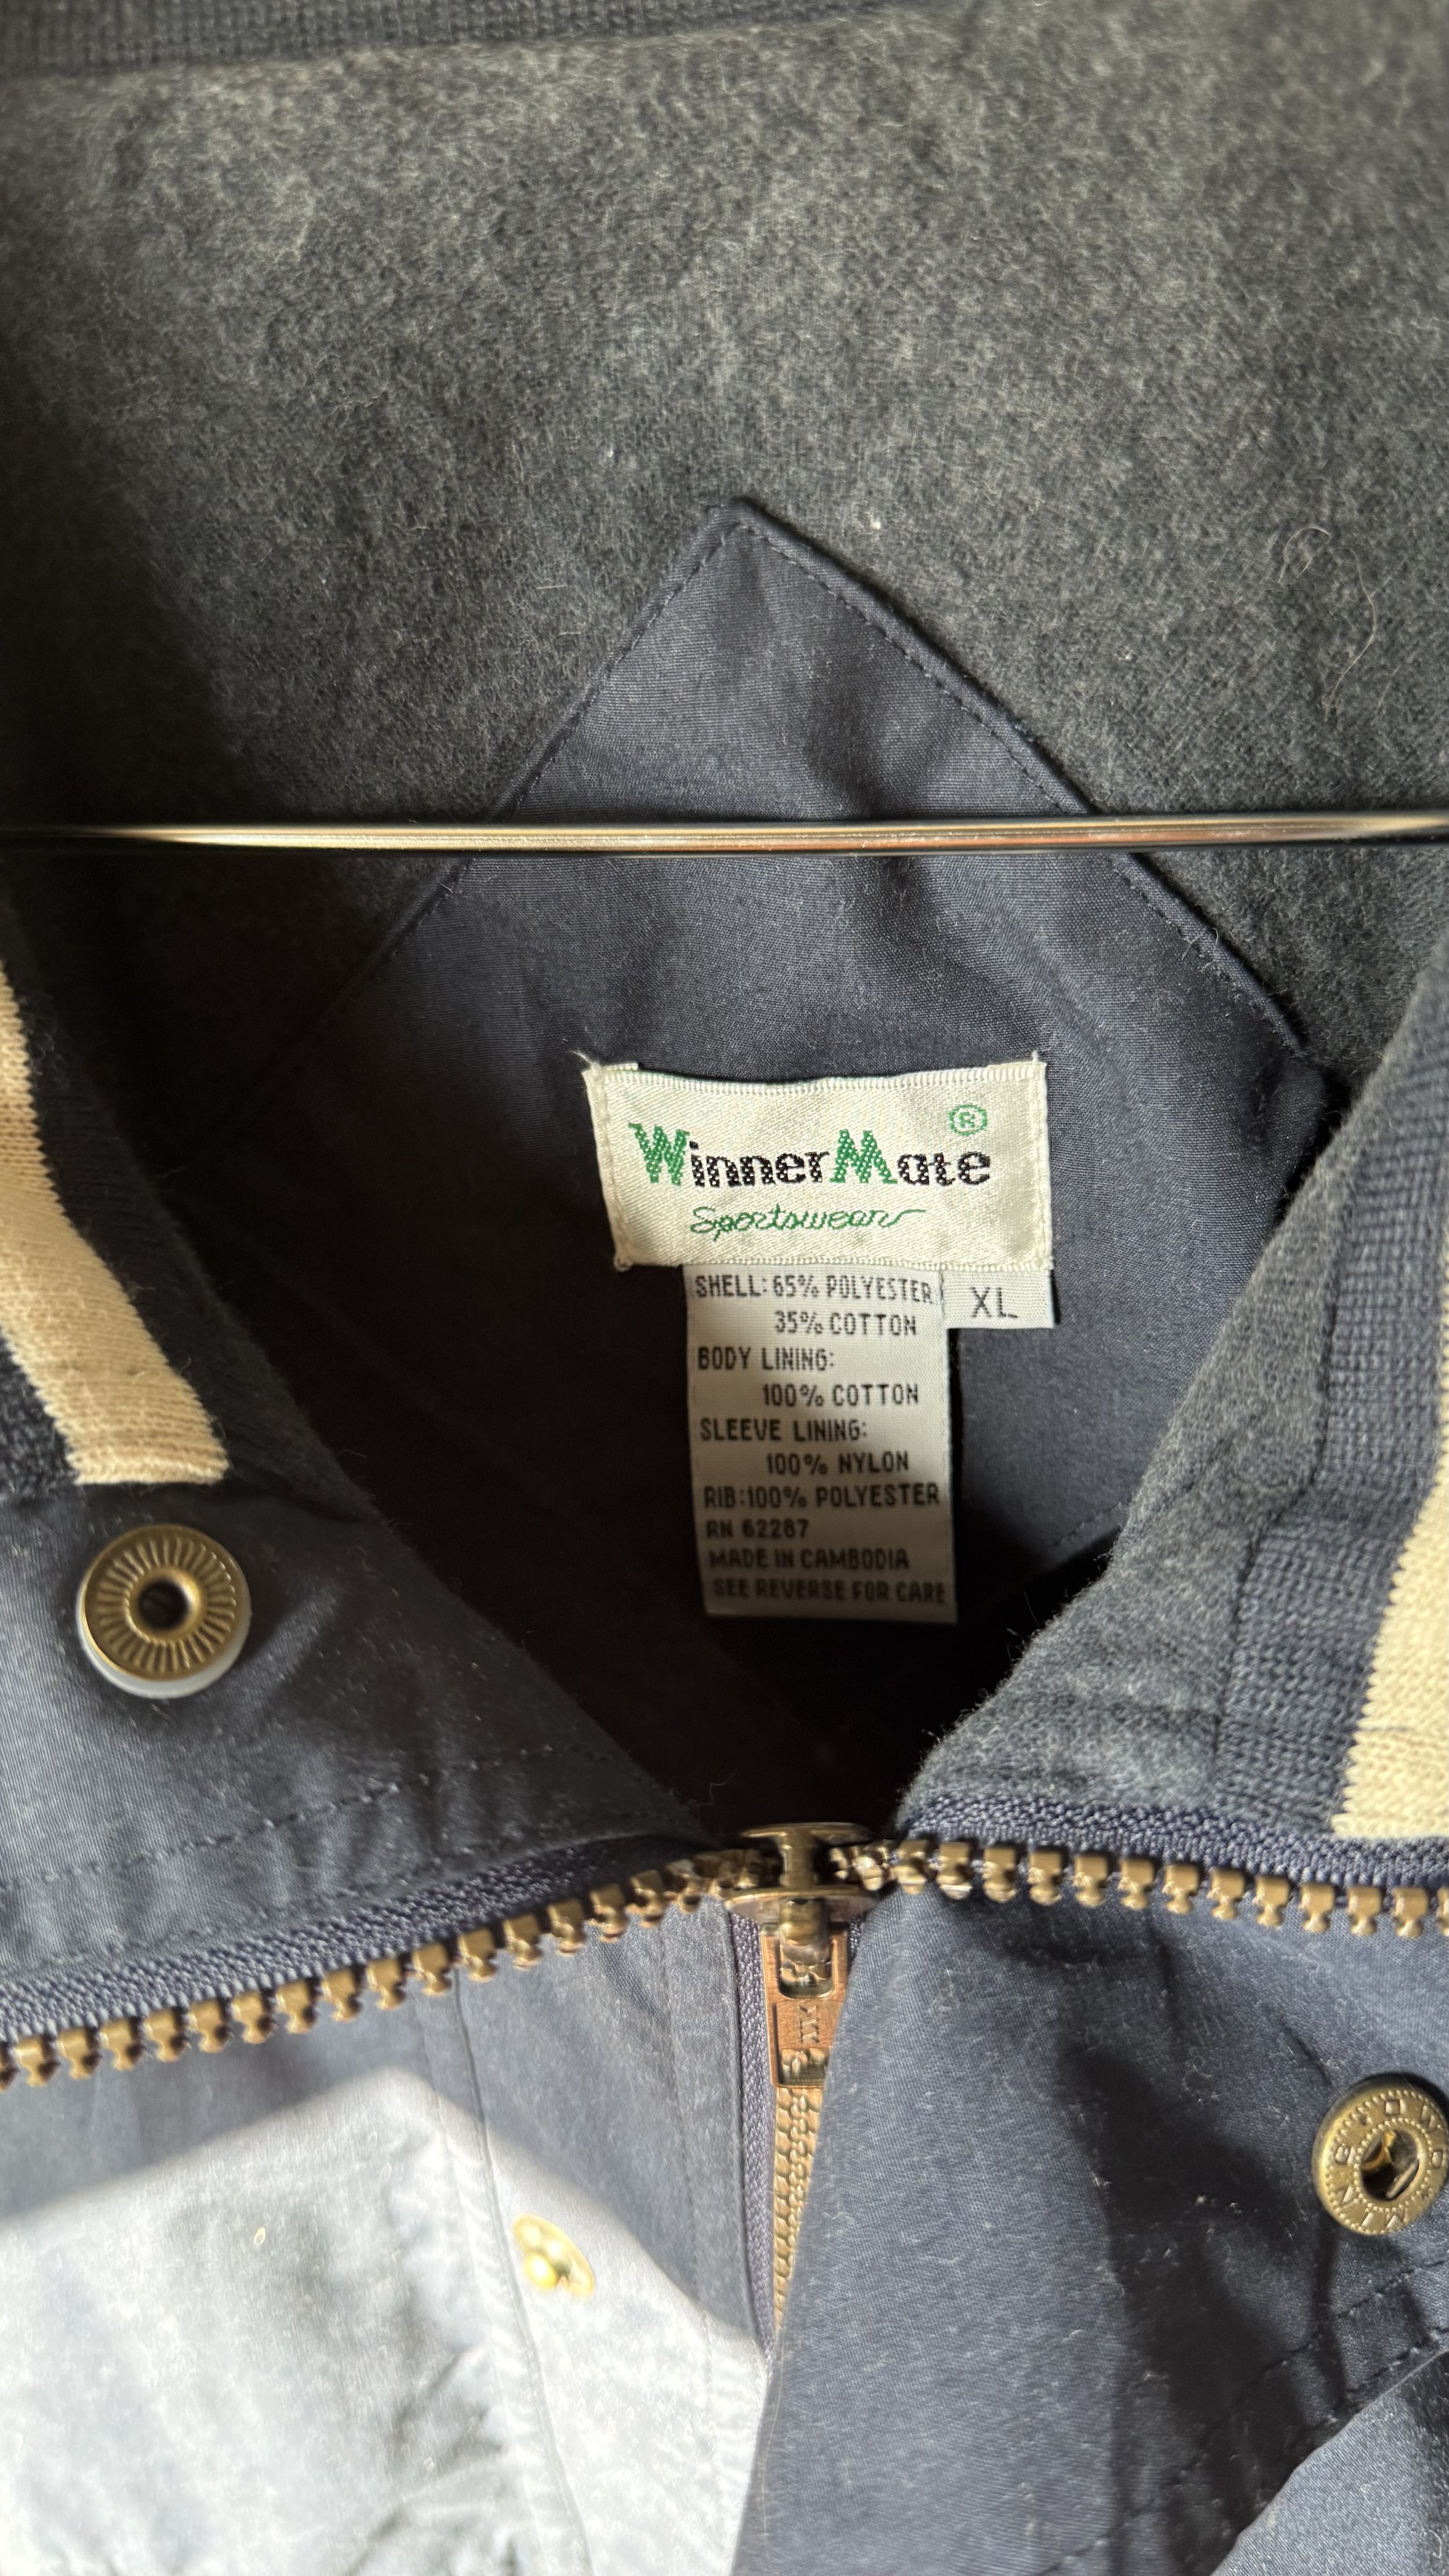 WinnerMate ®
Sportswear
XL
SHELL: 65% POLYESTER
35% COTTON
BODY LINING:
100% COTTON
SLEEVE LINING:
100% NYLON
RIB: 100% POLYESTER
RN 62287
MADE IN CAMBODIA
SEE REVERSE FOR CARE